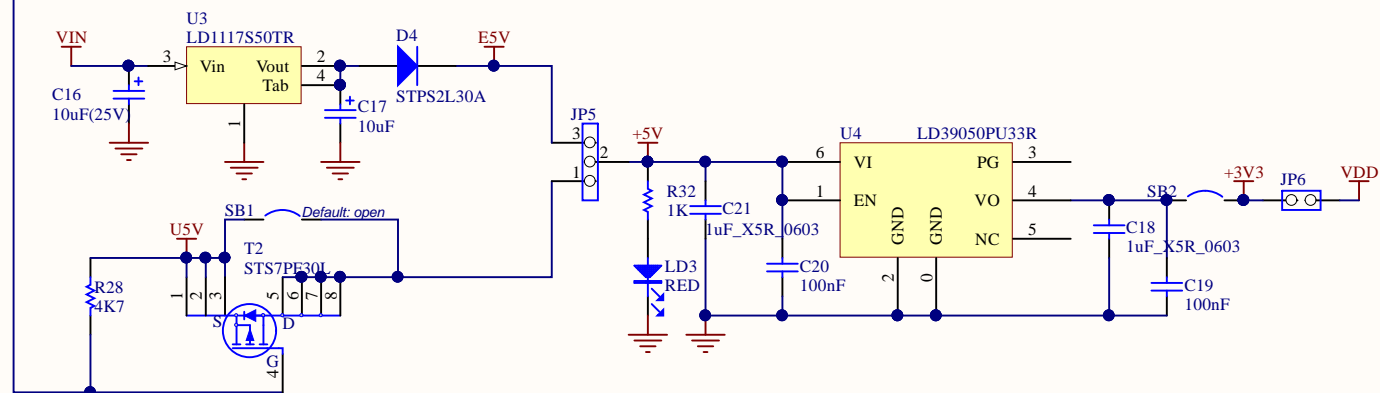 U3
LD1117S50TR
VIN
3
Vin
Vout
2
Tab
4
1
C16
10uF(25V)
+
+
C17
10uF
D4
STPS2L30A
E5V
JP5
3
2
1
+5V
R32
1K
LD3
RED
C21
1uF_X5R_0603
C20
100nF
U4
LD39050PU33R
6
VI
1
EN
GND
GND
2
0
PG
3
VO
4
NC
5
SB2
+3V3
JP6
VDD
C18
1uF_X5R_0603
C19
100nF
SB1
Default: open
U5V
T2
STS7PF30L
R28
4K7
1
2
3
5
6
7
8
S
D
G
4